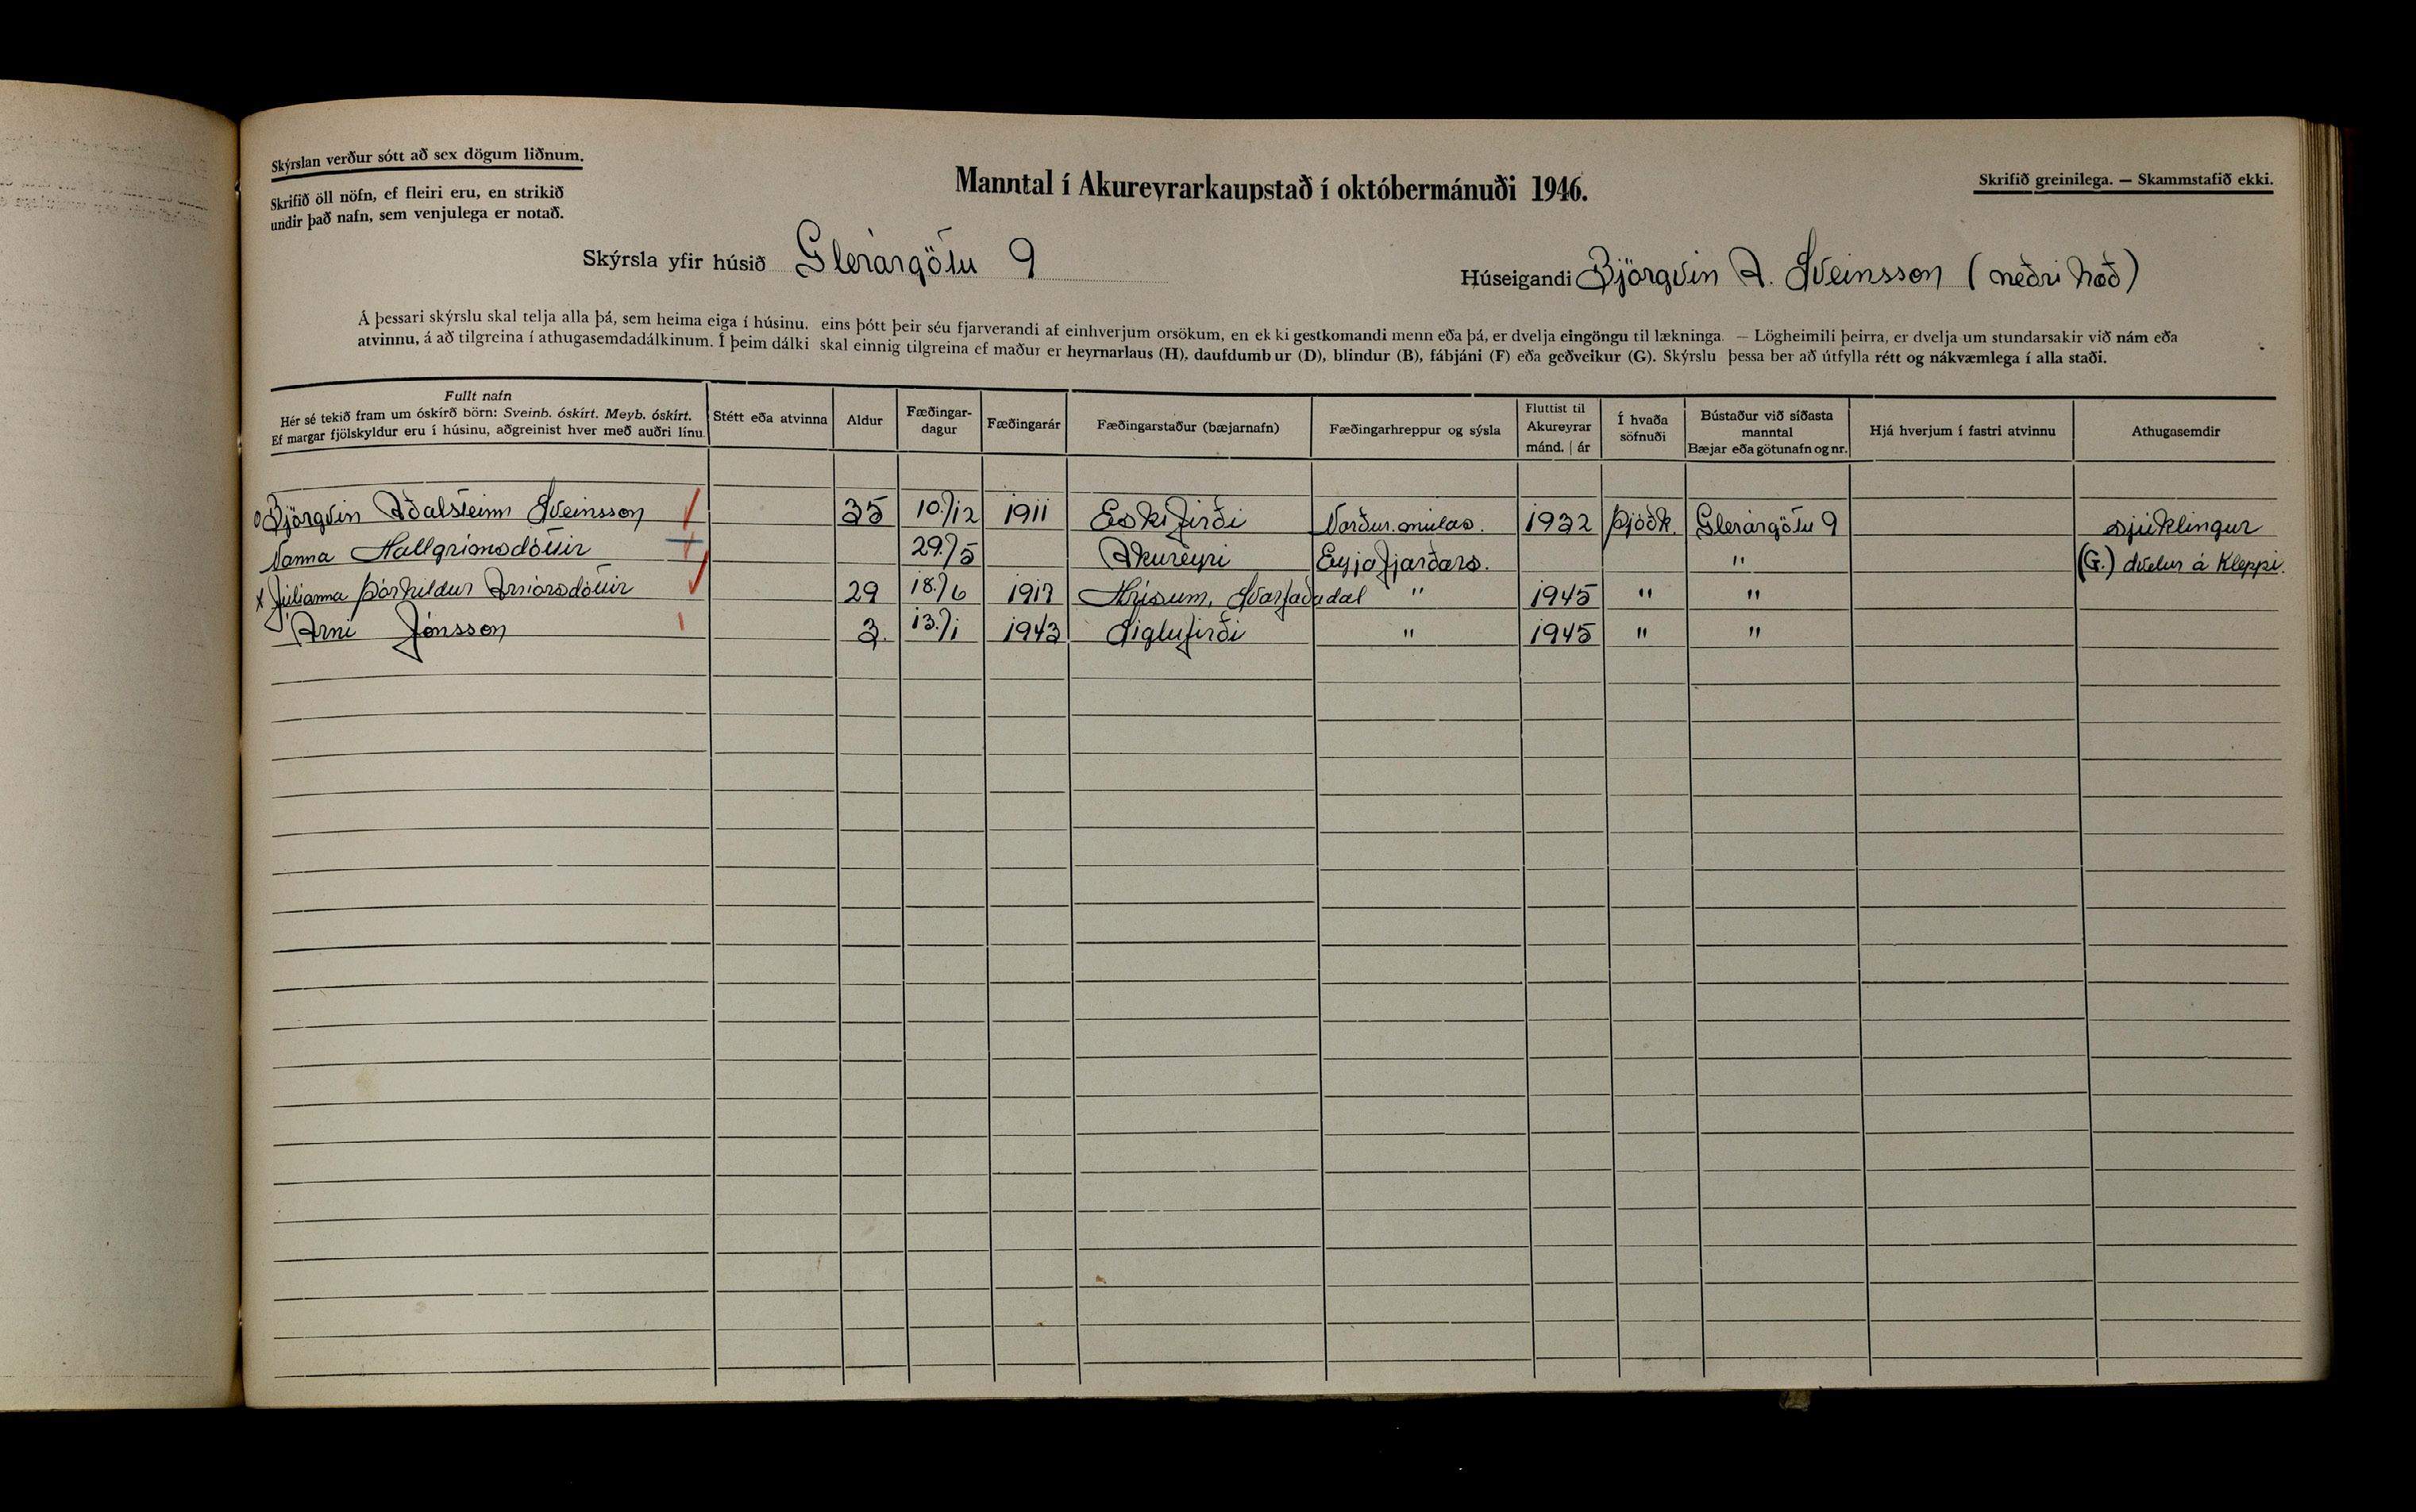 Skýrslan verður sótt að sex dögum liðnum.
Skrifið öll nöfn, ef fleiri eru, en strikið
undir það nafn, sem venjulega er notað.
Manntal í Akureyrarkaupstað í októbermánuði 1946.
Skrifið greinilega. — Skammstafið ekki.
Skýrsla yfir húsið Glerárgötu 9
Húseigandi Björgvin A. Sveinsson (neðri hæð)
Á þessari skýrslu skal telja alla þá, sem heima eiga í húsinu, eins þótt þeir séu fjarverandi af einhverjum orsökum, en ekki gestkomandi menn eða þá, er dvelja eingöngu til lækninga. — Lögheimili þeirra, er dvelja um stundarsakir við nám eða
atvinnu, á að tilgreina í athugasemdadálkinum. Í þeim dálki skal einnig tilgreina ef maður er heyrnarlaus (H), daufdumbur (D), blindur (B), fábjáni (F) eða geðveikur (G). Skýrslu þessa ber að útfylla rétt og nákvæmlega í alla staði.
Fullt nafn
Hér sé tekið fram um óskírð börn: Sveinb. óskírt. Meyb. óskírt.
Ef margar fjölskyldur eru í húsinu, aðgreinist hver með auðri línu.
Stétt eða atvinna
Aldur
Fæðingar-
dagur
Fæðingarár
Fæðingarstaður (bæjarnafn)
Fæðingarhreppur og sýsla
Fluttist til
Akureyrar
mánd. | ár
Í hvaða
söfnuði
Bústaður við síðasta
manntal
Bæjar eða götunafn og nr.
Hjá hverjum í fastri atvinnu
Athugasemdir
Björgvin Aðalsteinn Sveinsson 35 10./12 1911 Eskifirði Norður-múlas. 1932 Þjóðk. Glerárgötu 9 sjúklingur
Nanna Hallgrímsdóttir 29./5 Akureyri Eyjafjarðars. " (G.) dvelur á Kleppi.
x Júlíanna Þórhildur 29 18./6 1917 Hrísum, Svarfaðadal " 1945 " "
Árni Jónsson 3. 13./1 1943 Siglufirði " 1945 " "